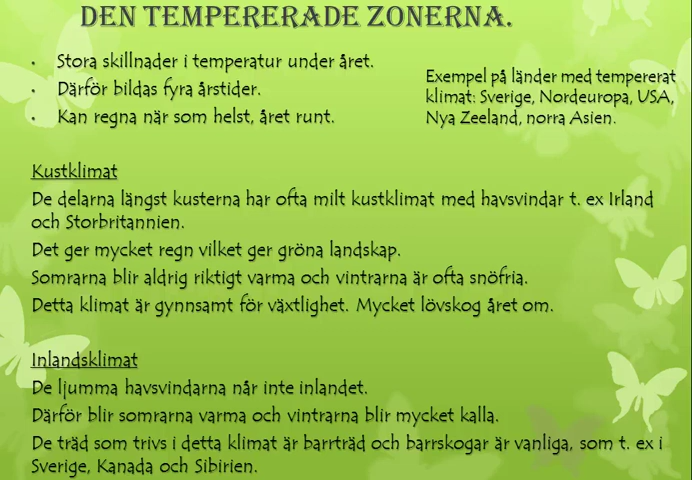 DEN TEMPERERADE ZONERNA.
• Stora skillnader i temperatur under året.
• Därför bildas fyra årstider.
• Kan regna när som helst, året runt.
Exempel på länder med tempererat
klimat: Sverige, Nordeuropa, USA,
Nya Zeeland, norra Asien.
Kustklimat
De delarna längst kusterna har ofta milt kustklimat med havsvindar t. ex Irland
och Storbritannien.
Det ger mycket regn vilket ger gröna landskap.
Somrarna blir aldrig riktigt varma och vintrarna är ofta snöfria.
Detta klimat är gynnsamt för växtlighet. Mycket lövskog året om.
Inlandsklimat
De ljumma havsvindarna når inte inlandet.
Därför blir somrarna varma och vintrarna blir mycket kalla.
De träd som trivs i detta klimat är barrträd och barrskogar är vanliga, som t. ex i
Sverige, Kanada och Sibirien.